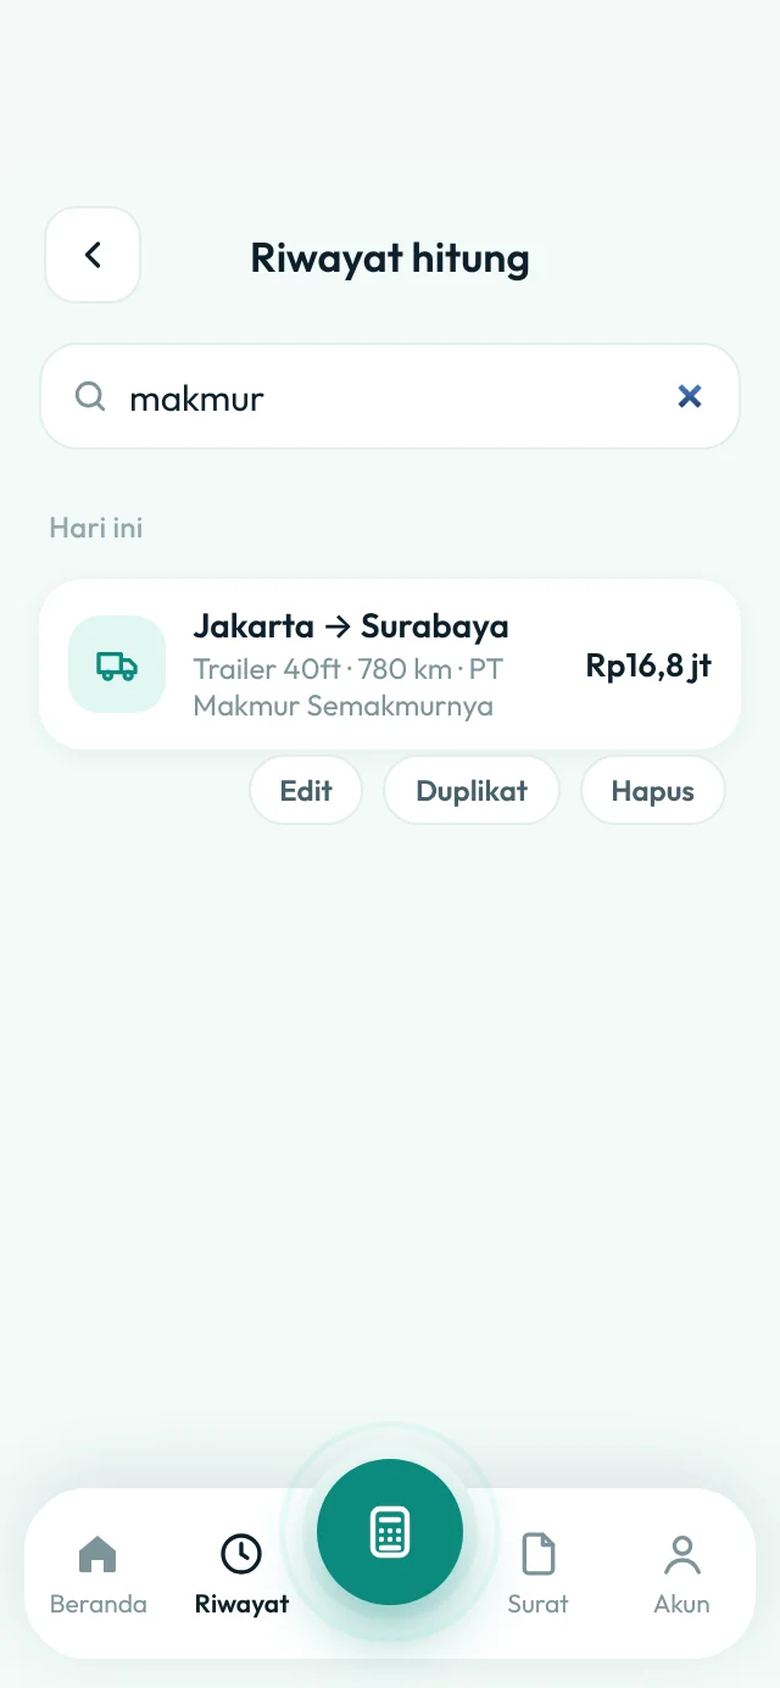 Riwayat hitung
makmur
Hari ini
Jakarta → Surabaya
Trailer 40ft · 780 km · PT
Makmur Semakmurnya
Rp16,8 jt
Edit
Duplikat
Hapus
Beranda
Riwayat
Surat
Akun